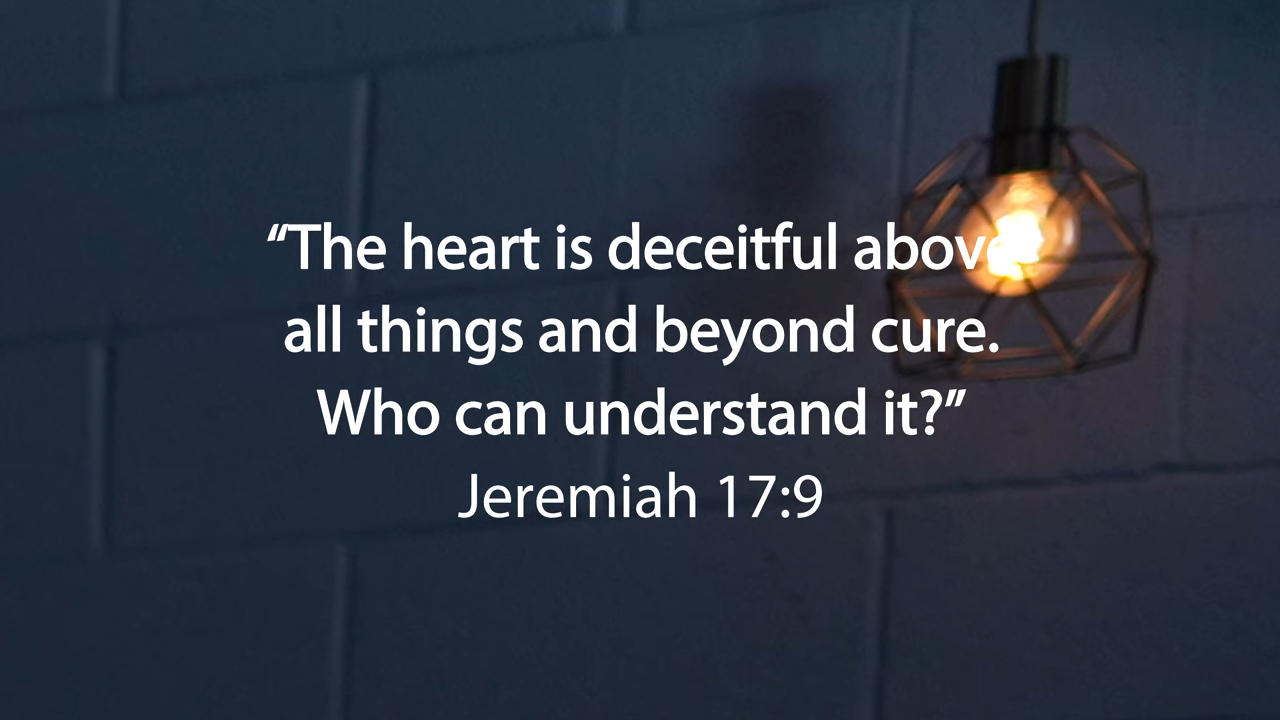 “The heart is deceitful above
all things and beyond cure.
Who can understand it?”
Jeremiah 17:9